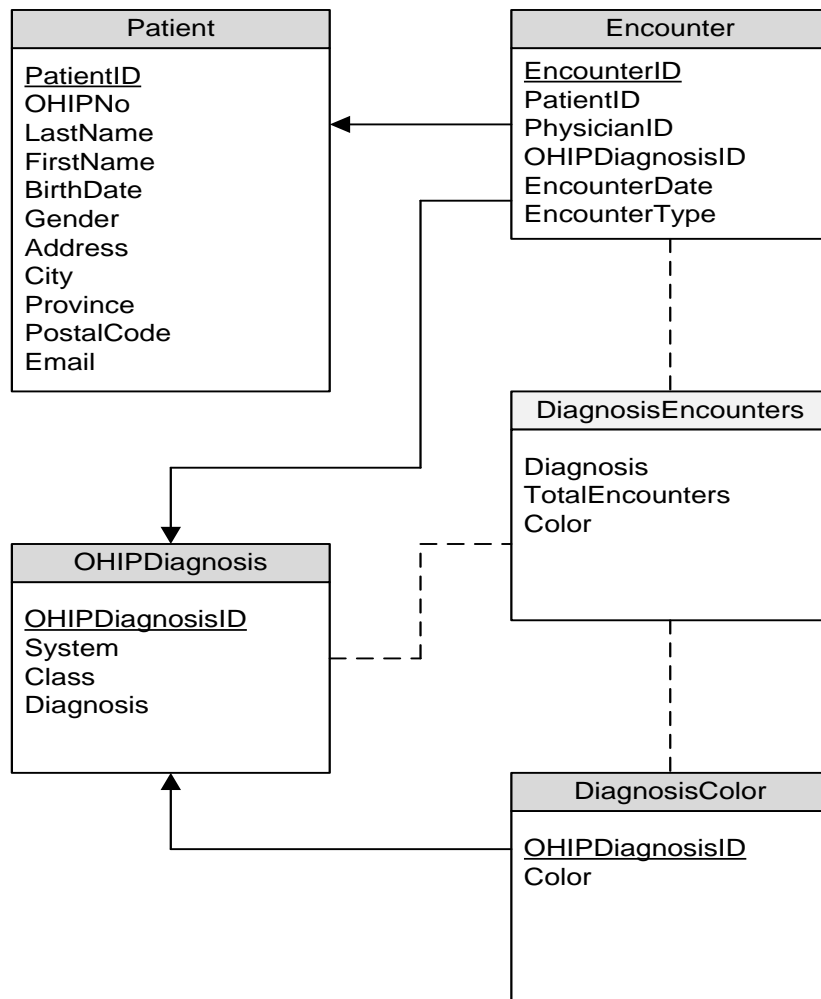 Patient
PatientID
OHIPNo
LastName
FirstName
BirthDate
Gender
Address
City
Province
PostalCode
Email
Encounter
EncounterID
PatientID
PhysicianID
OHIPDiagnosisID
EncounterDate
EncounterType
DiagnosisEncounters
Diagnosis
TotalEncounters
Color
OHIPDiagnosis
OHIPDiagnosisID
System
Class
Diagnosis
DiagnosisColor
OHIPDiagnosisID
Color